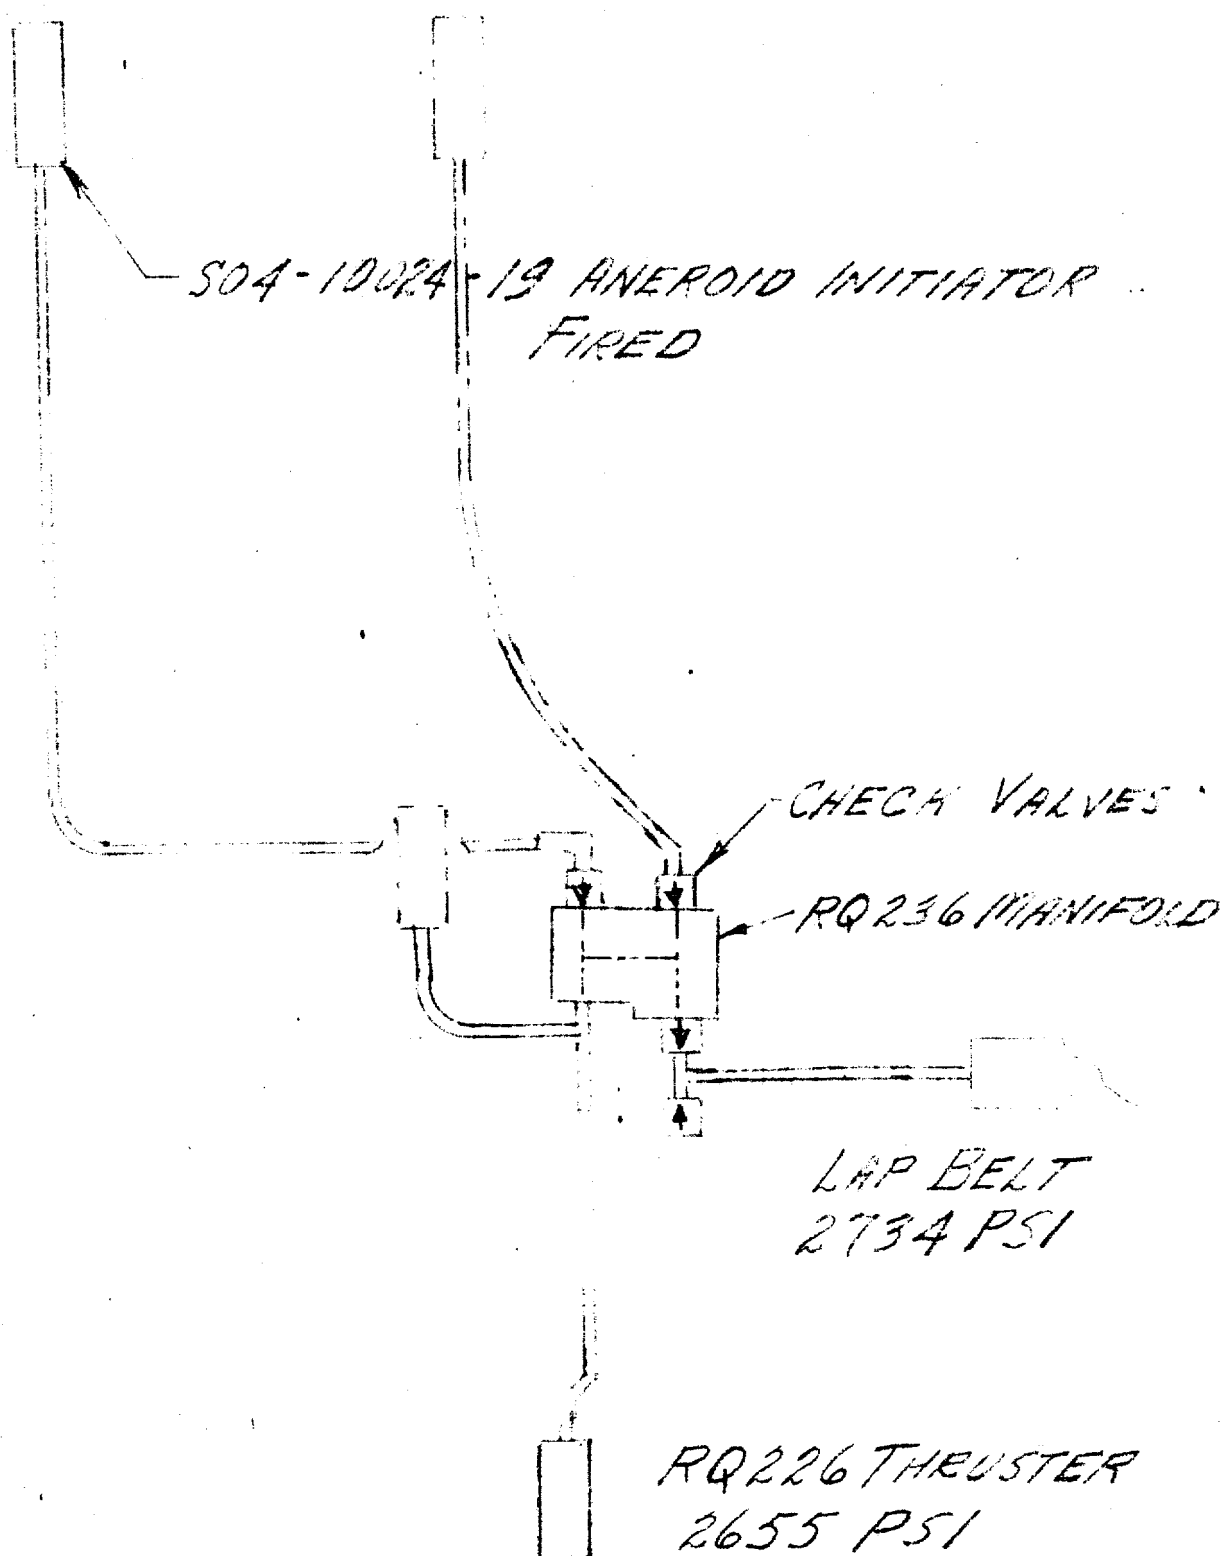 S04-10024-19 ANEROID INITIATOR
FIRED
CHECK VALVES
RQ236 MANIFOLD
LAP BELT
2734 PSI
RQ226 THRUSTER
2655 PSI